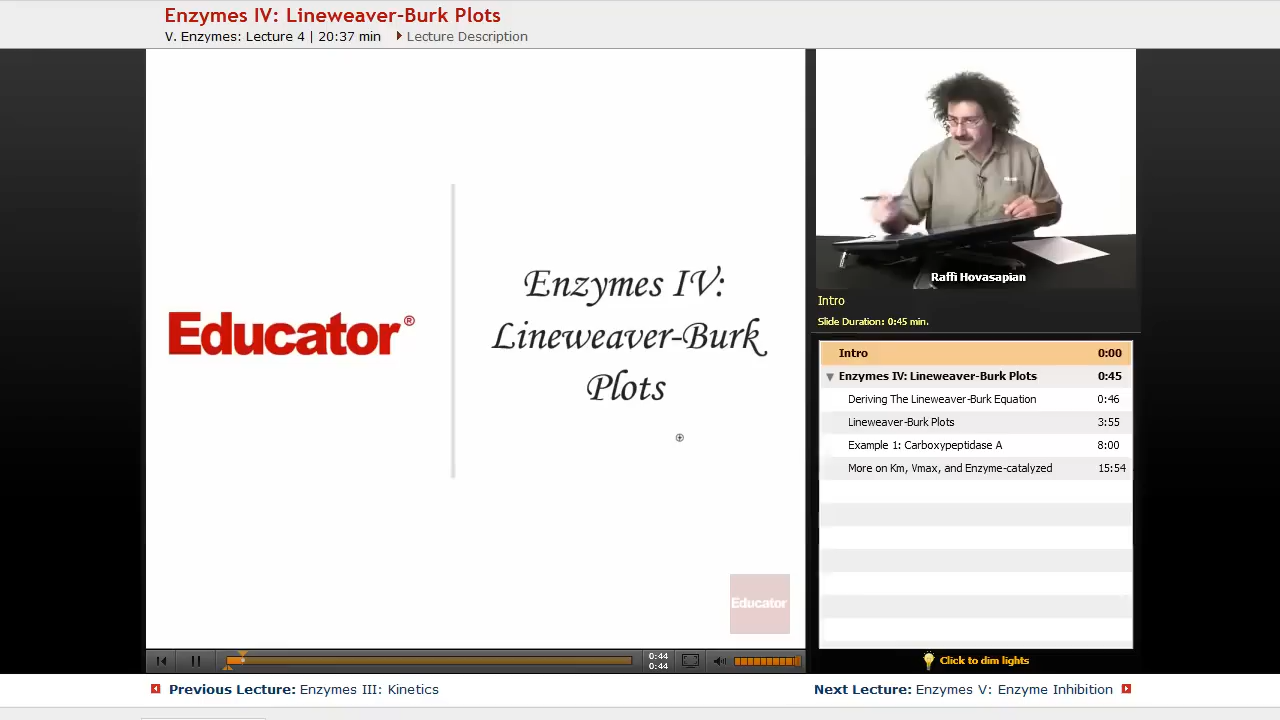 Enzymes IV: Lineweaver-Burk Plots
V. Enzymes: Lecture 4 | 20:37 min
Lecture Description
Educator®
Enzymes IV:
Lineweaver-Burk
Plots
Educator
Raffi Hovasapian
Intro
Slide Duration: 0:45 min.
Intro 0:00
Enzymes IV: Lineweaver-Burk Plots 0:45
Deriving The Lineweaver-Burk Equation 0:46
Lineweaver-Burk Plots 3:55
Example 1: Carboxypeptidase A 8:00
More on Km, Vmax, and Enzyme-catalyzed 15:54
0:44
0:44
Click to dim lights
Previous Lecture: Enzymes III: Kinetics
Next Lecture: Enzymes V: Enzyme Inhibition